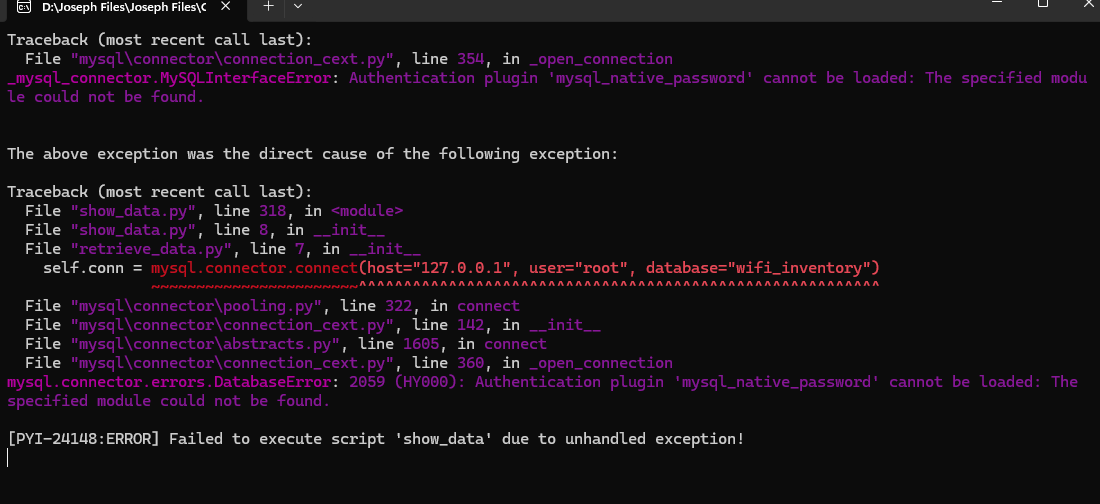 D:\Joseph Files\Joseph Files\C
Traceback (most recent call last):
  File "mysql\connector\connection_cext.py", line 354, in _open_connection
_mysql_connector.MySQLInterfaceError: Authentication plugin 'mysql_native_password' cannot be loaded: The specified modu
le could not be found.
The above exception was the direct cause of the following exception:
Traceback (most recent call last):
  File "show_data.py", line 318, in <module>
  File "show_data.py", line 8, in __init__
  File "retrieve_data.py", line 7, in __init__
    self.conn = mysql.connector.connect(host="127.0.0.1", user="root", database="wifi_inventory")
                ~~~~~~~~~~~~~~~~~~~~~~~^^^^^^^^^^^^^^^^^^^^^^^^^^^^^^^^^^^^^^^^^^^^^^^^^^^^^^^^^^
  File "mysql\connector\pooling.py", line 322, in connect
  File "mysql\connector\connection_cext.py", line 142, in __init__
  File "mysql\connector\abstracts.py", line 1605, in connect
  File "mysql\connector\connection_cext.py", line 360, in _open_connection
mysql.connector.errors.DatabaseError: 2059 (HY000): Authentication plugin 'mysql_native_password' cannot be loaded: The
specified module could not be found.
[PYI-24148:ERROR] Failed to execute script 'show_data' due to unhandled exception!